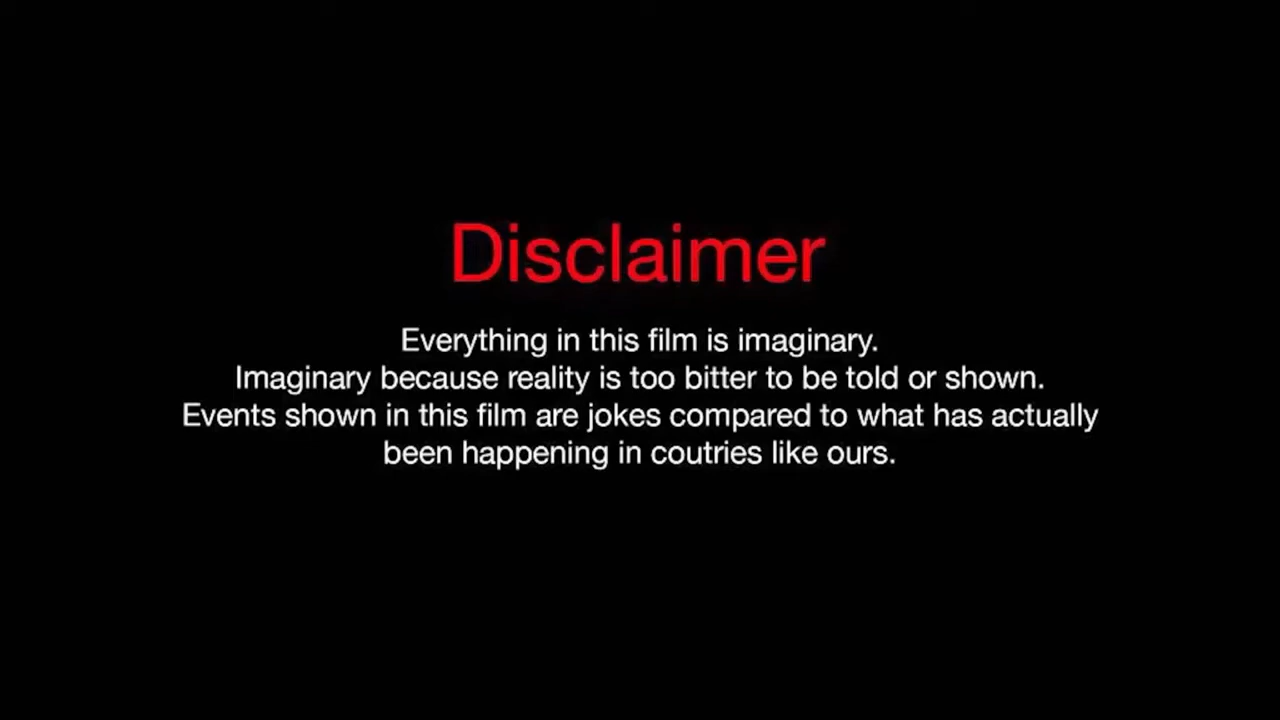 Disclaimer
Everything in this film is imaginary.
Imaginary because reality is too bitter to be told or shown.
Events shown in this film are jokes compared to what has actually
been happening in coutries like ours.